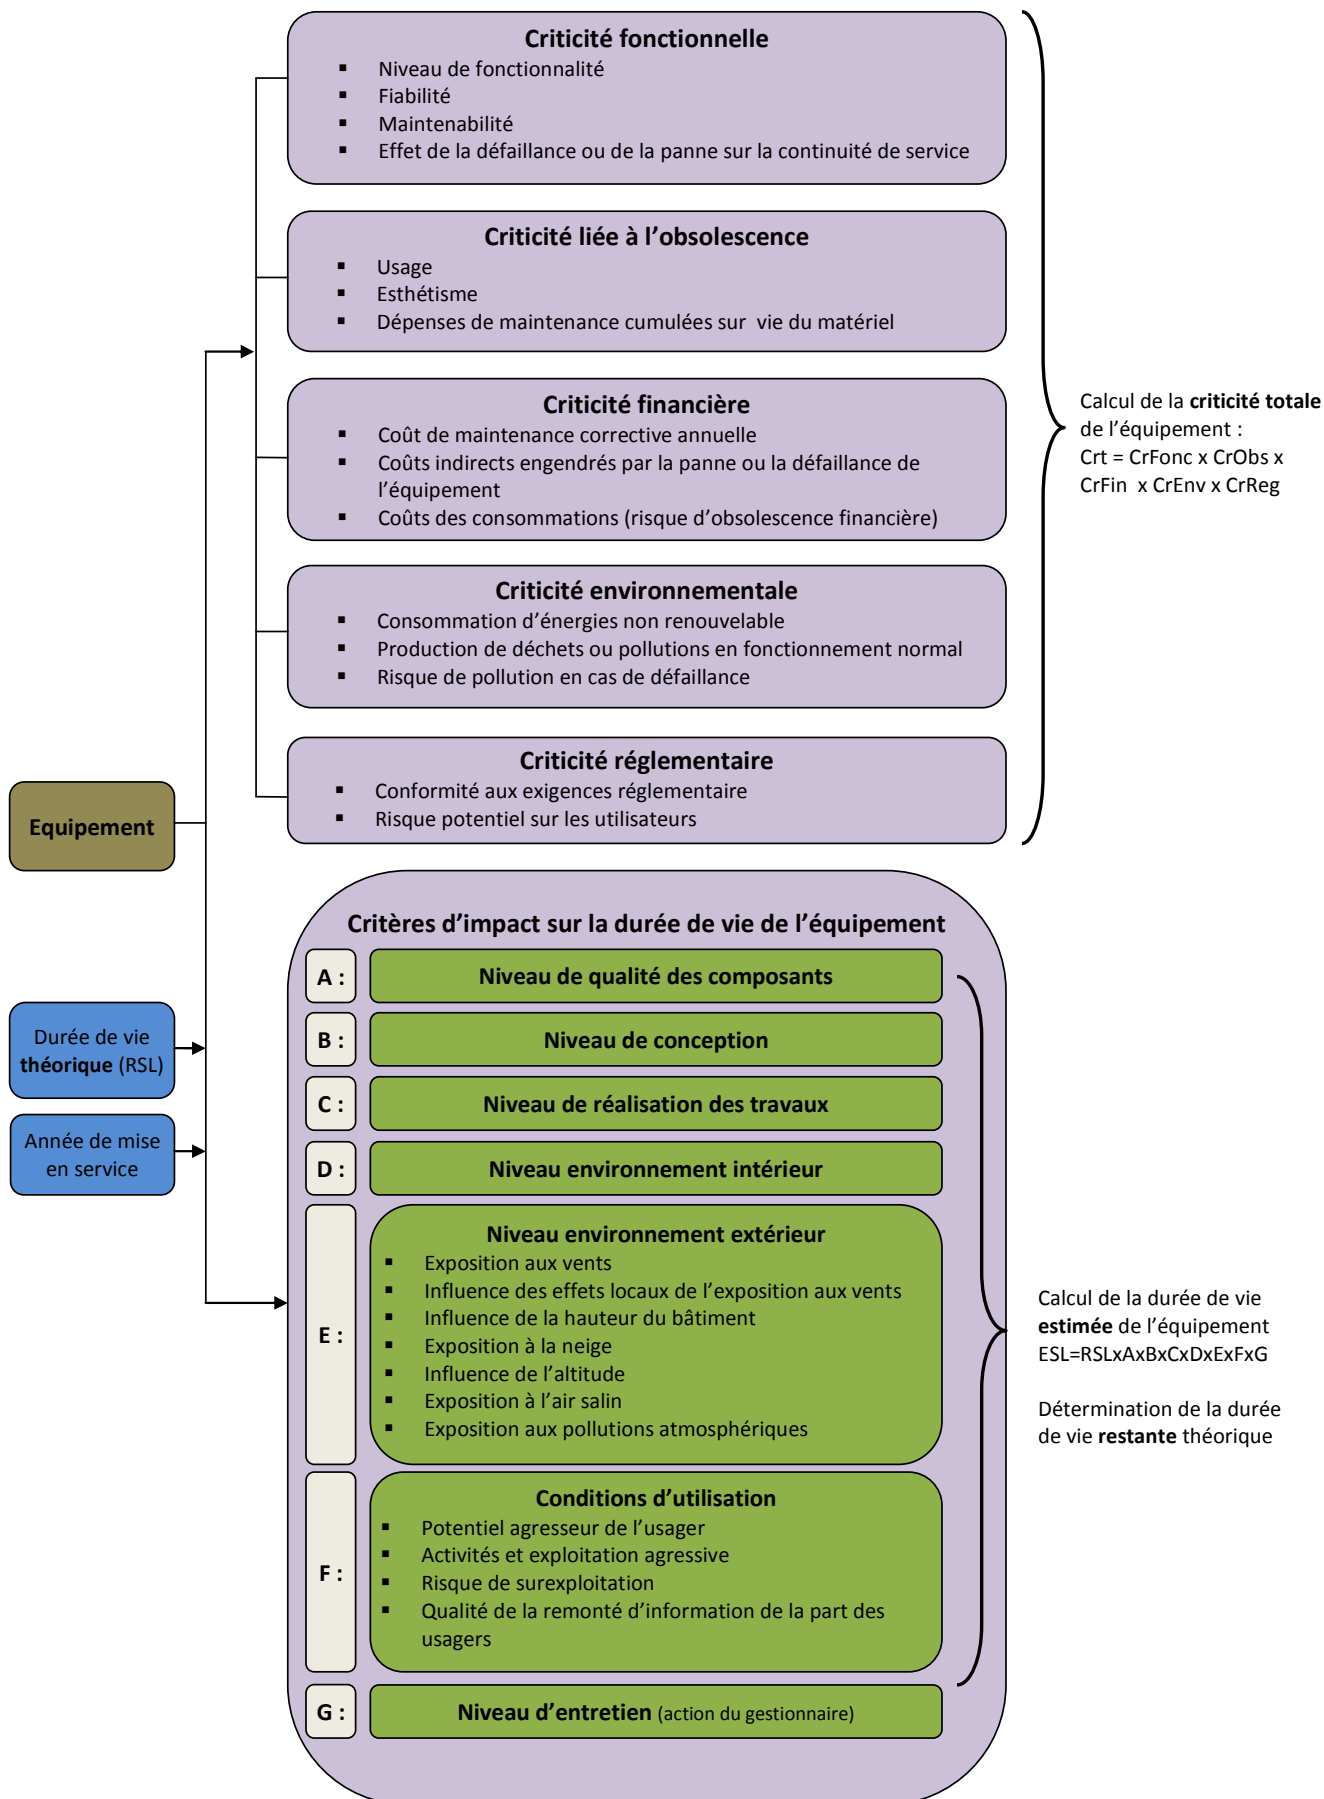 Criticité fonctionnelle
▪ Niveau de fonctionnalité
▪ Fiabilité
▪ Maintenabilité
▪ Effet de la défaillance ou de la panne sur la continuité de service
Criticité liée à l’obsolescence
▪ Usage
▪ Esthétisme
▪ Dépenses de maintenance cumulées sur vie du matériel
Criticité financière
▪ Coût de maintenance corrective annuelle
▪ Coûts indirects engendrés par la panne ou la défaillance de
l’équipement
▪ Coûts des consommations (risque d’obsolescence financière)
Criticité environnementale
▪ Consommation d’énergies non renouvelable
▪ Production de déchets ou pollutions en fonctionnement normal
▪ Risque de pollution en cas de défaillance
Criticité réglementaire
▪ Conformité aux exigences réglementaire
▪ Risque potentiel sur les utilisateurs
Calcul de la criticité totale
de l’équipement :
Crt = CrFonc x CrObs x
CrFin x CrEnv x CrReg
Equipement
Durée de vie
théorique (RSL)
Année de mise
en service
Critères d’impact sur la durée de vie de l’équipement
A : Niveau de qualité des composants
B : Niveau de conception
C : Niveau de réalisation des travaux
D : Niveau environnement intérieur
E :
Niveau environnement extérieur
▪ Exposition aux vents
▪ Influence des effets locaux de l’exposition aux vents
▪ Influence de la hauteur du bâtiment
▪ Exposition à la neige
▪ Influence de l’altitude
▪ Exposition à l’air salin
▪ Exposition aux pollutions atmosphériques
F :
Conditions d’utilisation
▪ Potentiel agresseur de l’usager
▪ Activités et exploitation agressive
▪ Risque de surexploitation
▪ Qualité de la remonté d’information de la part des
usagers
G : Niveau d’entretien (action du gestionnaire)
Calcul de la durée de vie
estimée de l’équipement
ESL=RSLxAxBxCxDxExFxG
Détermination de la durée
de vie restante théorique